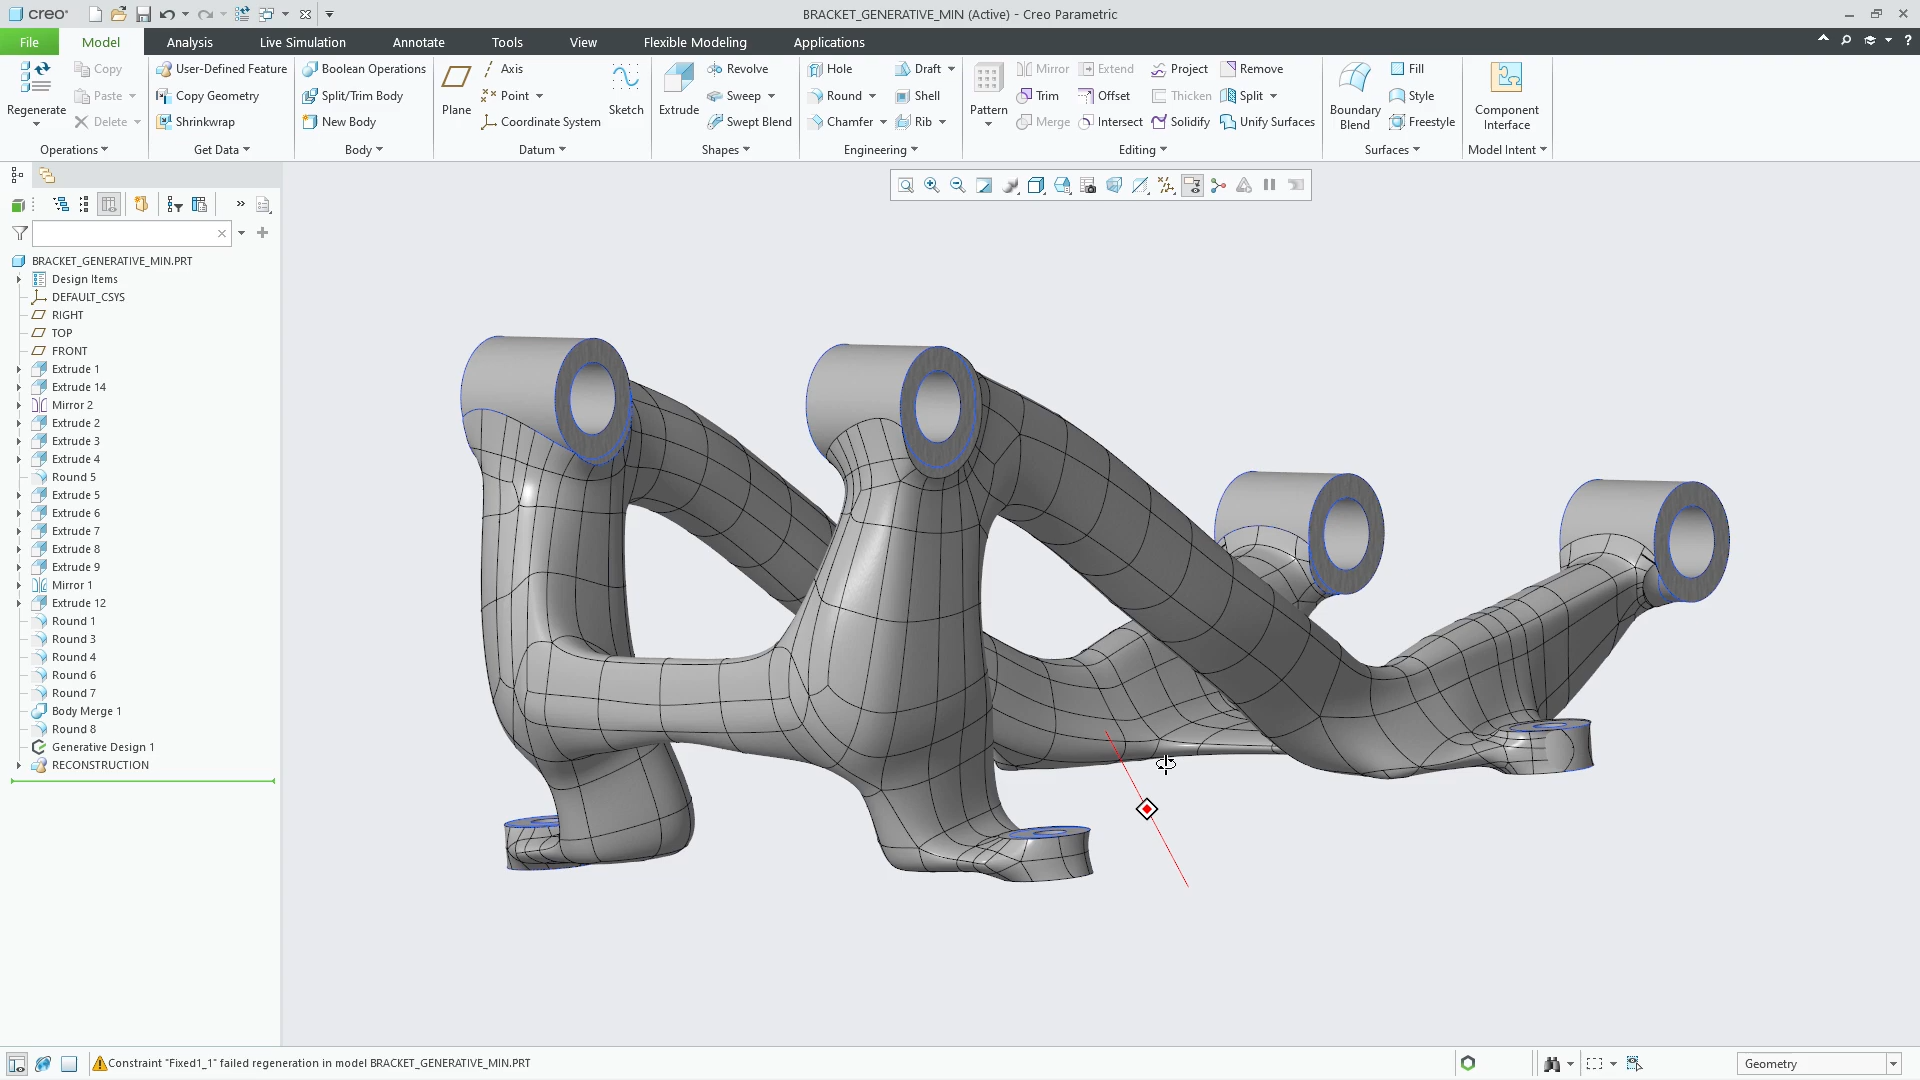 creo
BRACKET_GENERATIVE_MIN (Active) - Creo Parametric
File Model Analysis Live Simulation Annotate Tools View Flexible Modeling Applications
Regenerate
Copy
Paste
Delete
Operations
User-Defined Feature
Copy Geometry
Shrinkwrap
Get Data
Boolean Operations
Split/Trim Body
New Body
Body
Plane
Axis
Point
Coordinate System
Sketch
Datum
Extrude
Revolve
Sweep
Swept Blend
Shapes
Hole
Round
Chamfer
Draft
Shell
Rib
Engineering
Pattern
Mirror
Trim
Merge
Extend
Offset
Intersect
Project
Thicken
Solidify
Remove
Split
Unify Surfaces
Editing
Boundary
Blend
Fill
Style
Freestyle
Surfaces
Component
Interface
Model Intent
BRACKET_GENERATIVE_MIN.PRT
Design Items
DEFAULT_CSYS
RIGHT
TOP
FRONT
Extrude 1
Extrude 14
Mirror 2
Extrude 2
Extrude 3
Extrude 4
Round 5
Extrude 5
Extrude 6
Extrude 7
Extrude 8
Extrude 9
Mirror 1
Extrude 12
Round 1
Round 3
Round 4
Round 6
Round 7
Body Merge 1
Round 8
Generative Design 1
RECONSTRUCTION
Constraint "Fixed1_1" failed regeneration in model BRACKET_GENERATIVE_MIN.PRT
Geometry